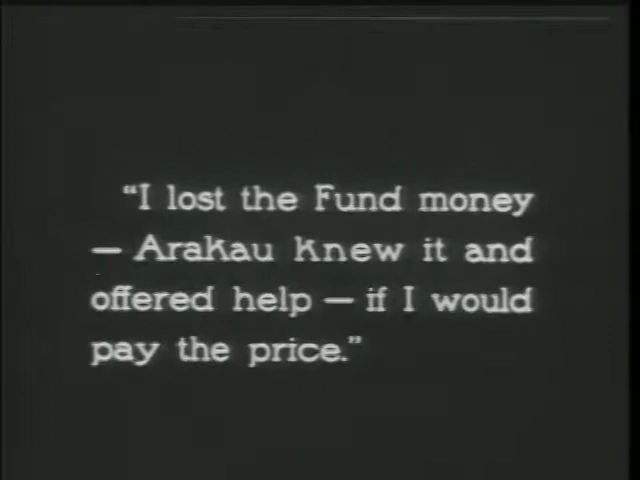 “I lost the Fund money
— Arakau knew it and
offered help — if I would
pay the price.”